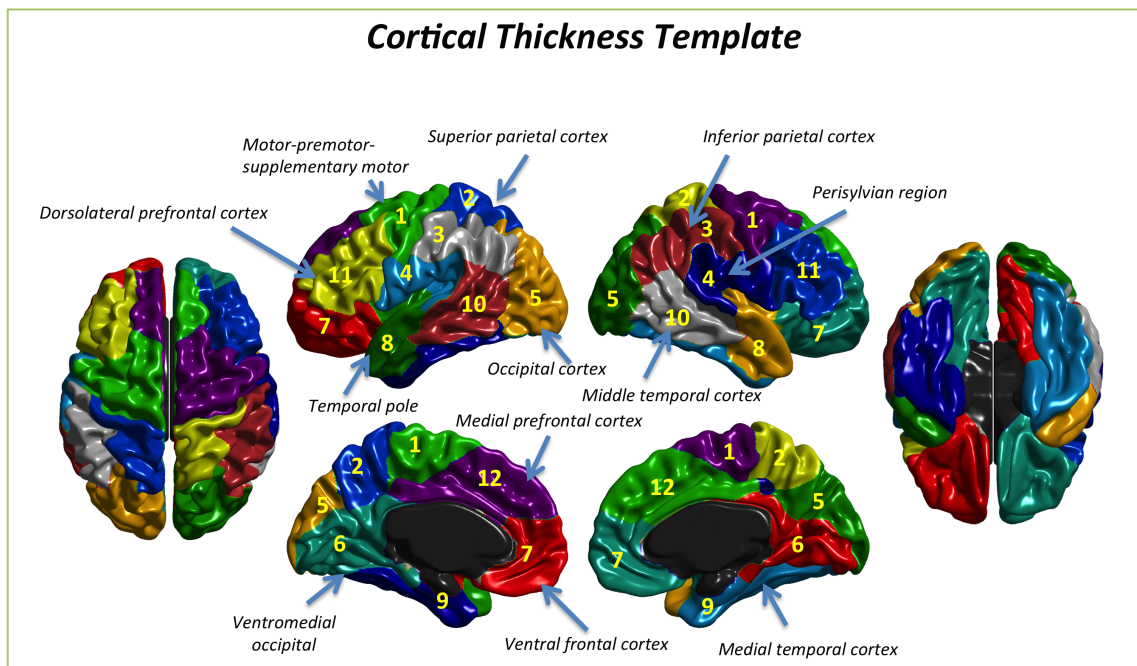 Cortical Thickness Template
Motor-premotor-
supplementary motor
Superior parietal cortex
Inferior parietal cortex
Dorsolateral prefrontal cortex
Perisylvian region
1
2
3
4
11
7
8
10
5
2
1
3
4
11
5
10
8
7
Occipital cortex
Temporal pole
Middle temporal cortex
Medial prefrontal cortex
1
2
12
5
6
7
9
1
2
12
5
6
7
9
Ventromedial
occipital
Ventral frontal cortex
Medial temporal cortex